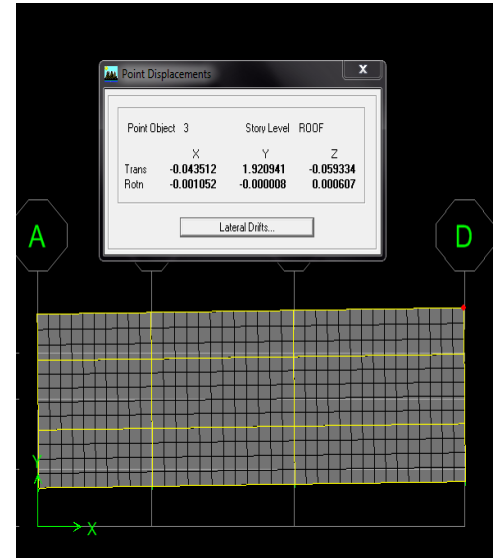 Point Displacements
x
Point Object 3 Story Level ROOF
X Y Z
Trans -0.043512 1.920941 -0.059334
Rotn -0.001052 -0.000008 0.000607
Lateral Drifts...
A D
Y
X